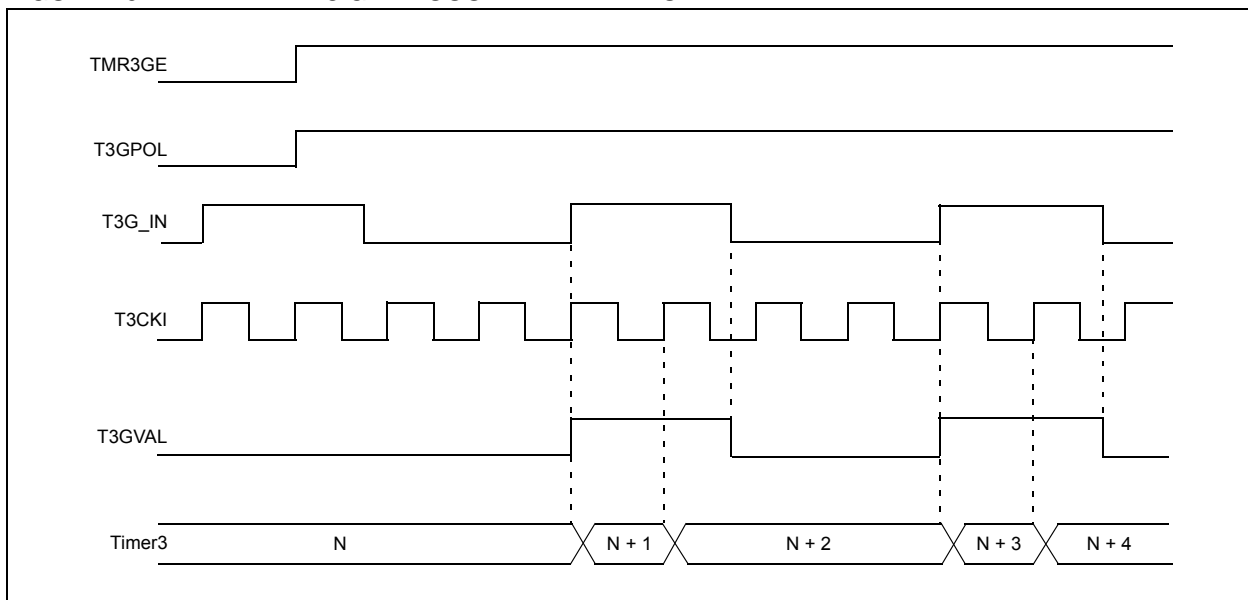 TMR3GE
T3GPOL
T3G_IN
T3CKI
T3GVAL
Timer3 N N + 1 N + 2 N + 3 N + 4